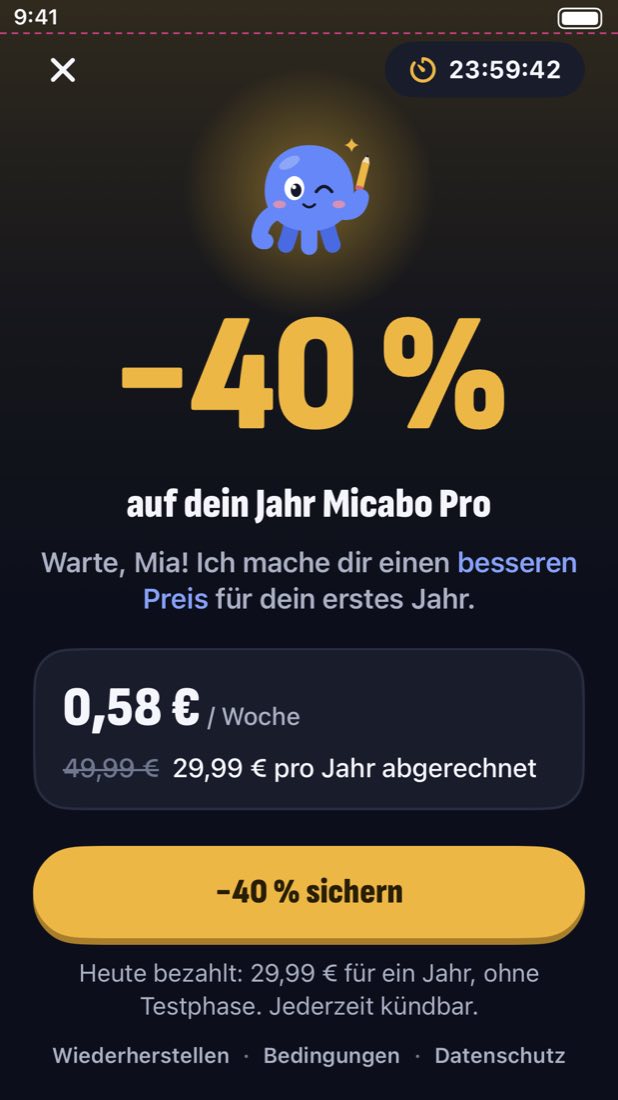 9:41
23:59:42
−40 %
auf dein Jahr Micabo Pro
Warte, Mia! Ich mache dir einen besseren
Preis für dein erstes Jahr.
0,58 € / Woche
49,99 € 29,99 € pro Jahr abgerechnet
−40 % sichern
Heute bezahlt: 29,99 € für ein Jahr, ohne
Testphase. Jederzeit kündbar.
Wiederherstellen · Bedingungen · Datenschutz